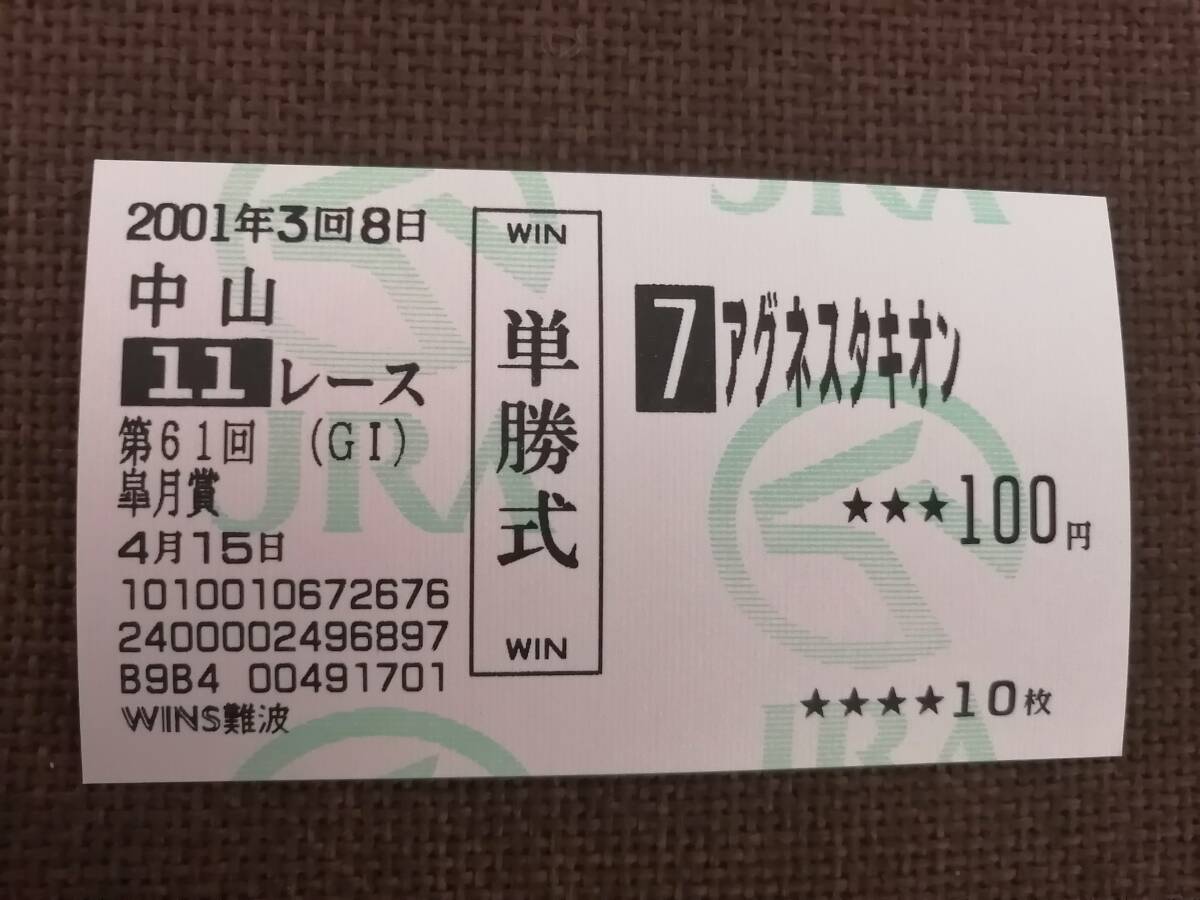 2001年3回8日
中山
11レース
第61回 (GI)
皐月賞
4月15日
1010010672676
2400002496897
B9B4 00491701
WINS難波
WIN
単勝式
WIN
7 アグネスタキオン
★★★100円
★★★★10枚
JRA
JRA
JRA